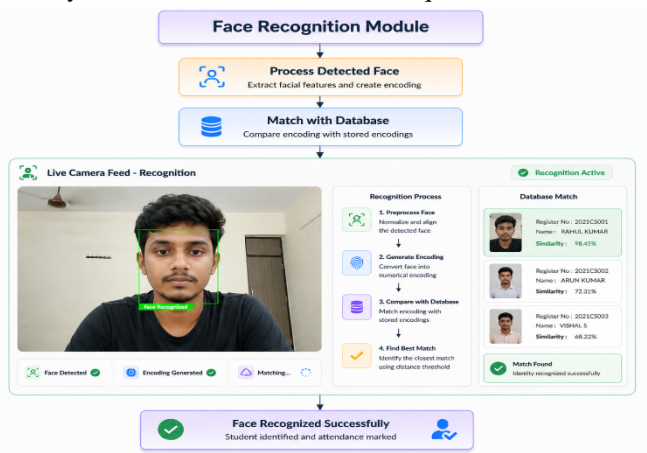 Face Recognition Module
Process Detected Face
Extract facial features and create encoding
Match with Database
Compare encoding with stored encodings
Live Camera Feed - Recognition
Recognition Active
Face Recognized
Face Detected
Encoding Generated
Matching...
Recognition Process
1. Preprocess Face
Normalize and align
the detected face
2. Generate Encoding
Convert face into
numerical encoding
3. Compare with Database
Match encoding with
stored encodings
4. Find Best Match
Identify the closest match
using distance threshold
Database Match
Register No : 2021CS001
Name : RAHUL KUMAR
Similarity : 98.45%
Register No : 2021CS002
Name : ARUN KUMAR
Similarity : 72.31%
Register No : 2021CS003
Name : VISHAL S
Similarity : 68.22%
Match Found
Identity recognized successfully
Face Recognized Successfully
Student identified and attendance marked